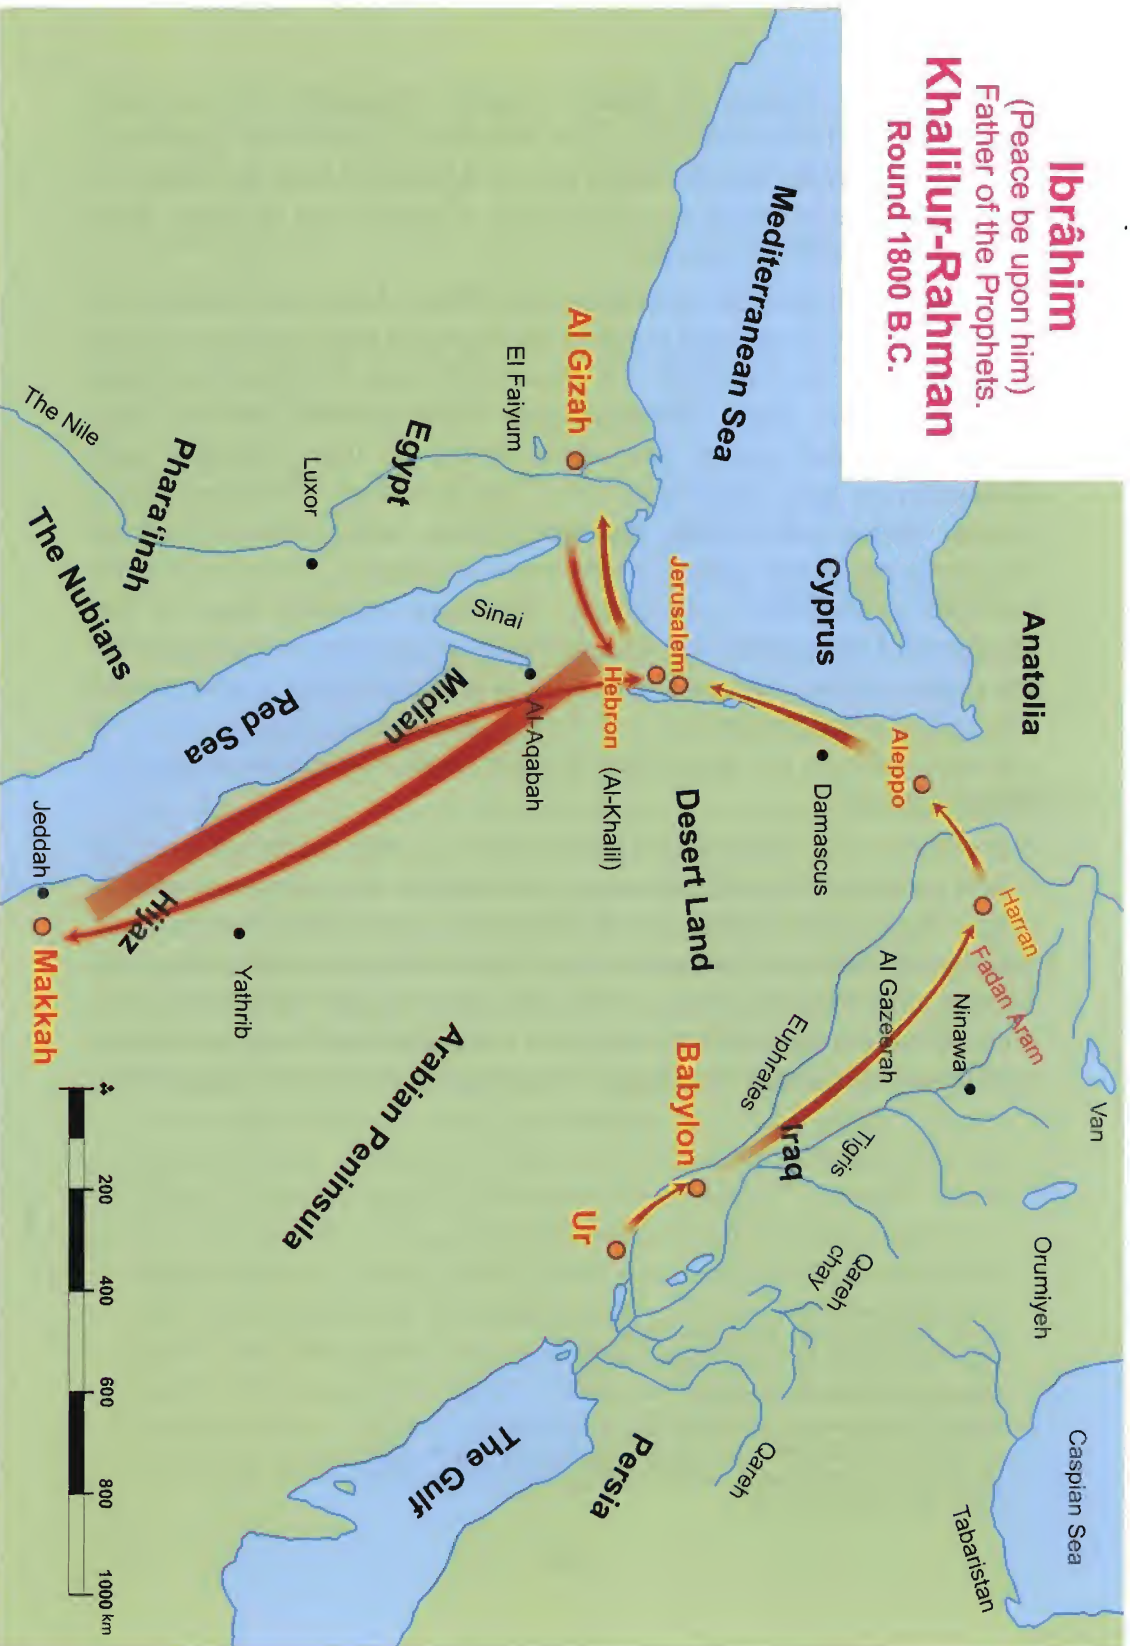 Ibrâhim
(Peace be upon him)
Father of the Prophets.
Khalilur-Rahman
Round 1800 B.C.
Anatolia
Van
Orumiyeh
Caspian Sea
Tabaristan
Harran
Fadan Aram
Ninawa
Aleppo
Al Gazeerah
Cyprus
Damascus
Tigris
Qareh
chay
Iraq
Euphrates
Mediterranean Sea
Jerusalem
Desert Land
Babylon
Qareh
Hebron
(Al-Khalil)
Ur
Persia
Al Gizah
El Faiyum
Sinai
Al-Aqabah
The Gulf
Egypt
Midian
Arabian Peninsula
Luxor
Red Sea
Yathrib
Phara'inah
Hijaz
The Nile
The Nubians
Jeddah
Makkah
200
400
600
800
1000 km